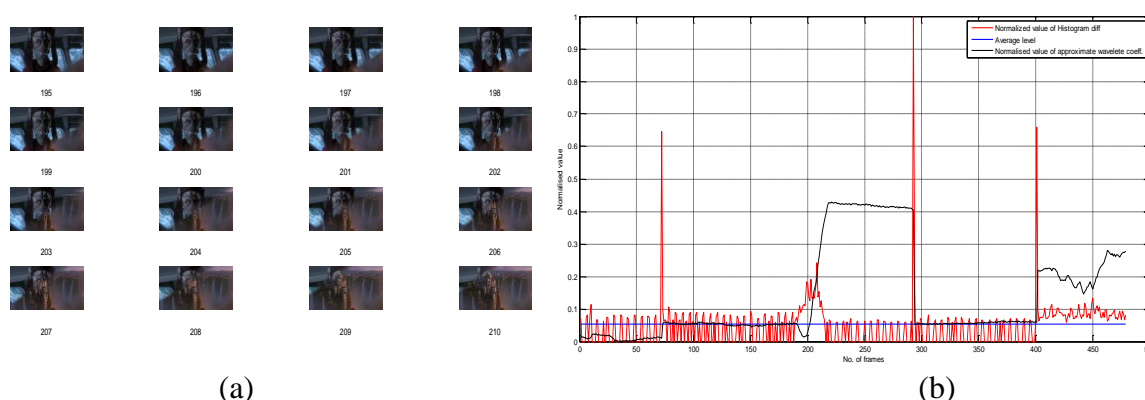 195 196 197 198
199 200 201 202
203 204 205 206
207 208 209 210
(a)
Normalized value of Histogram diff
Average level
Normalised value of approximate wavelete coeff.
Normalised value
1
0.9
0.8
0.7
0.6
0.5
0.4
0.3
0.2
0.1
0
0 50 100 150 200 250 300 350 400 450
No. of frames
(b)